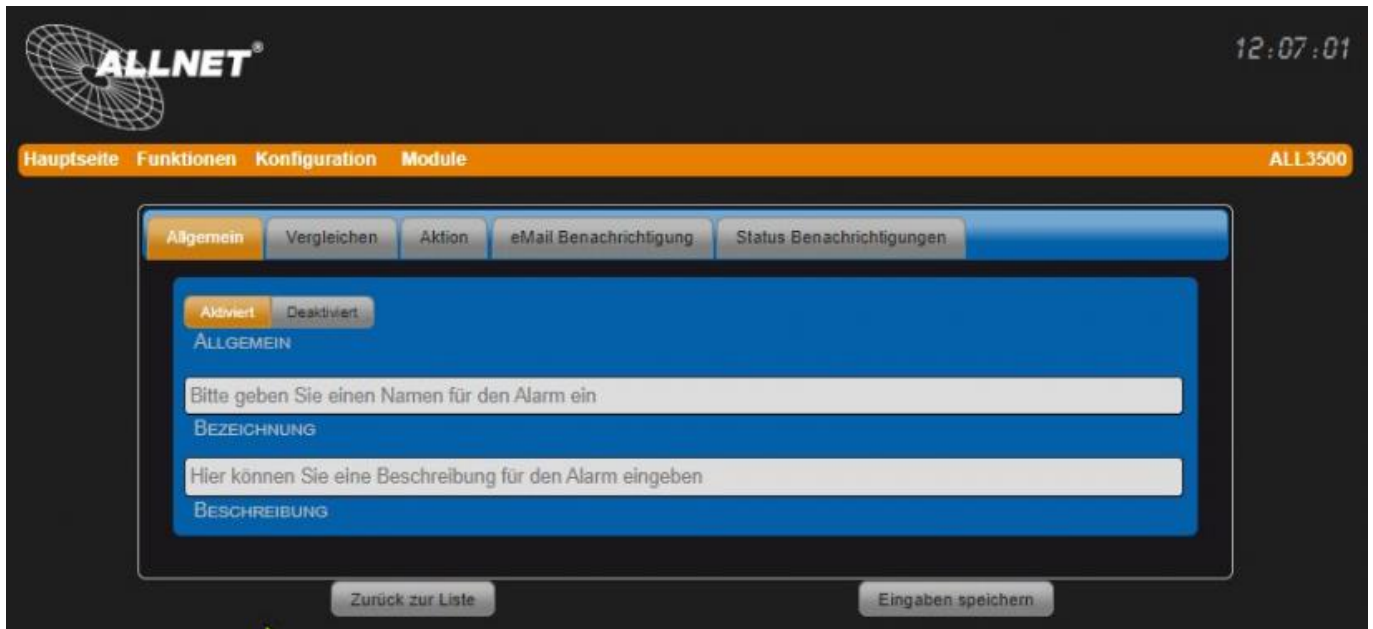 ALLNET®
12:07:01
Hauptseite Funktionen Konfiguration Module ALL3500
Allgemein Vergleichen Aktion eMail Benachrichtigung Status Benachrichtigungen
Aktiviert Deaktiviert
ALLGEMEIN
Bitte geben Sie einen Namen für den Alarm ein
BEZEICHNUNG
Hier können Sie eine Beschreibung für den Alarm eingeben
BESCHREIBUNG
Zurück zur Liste Eingaben speichern